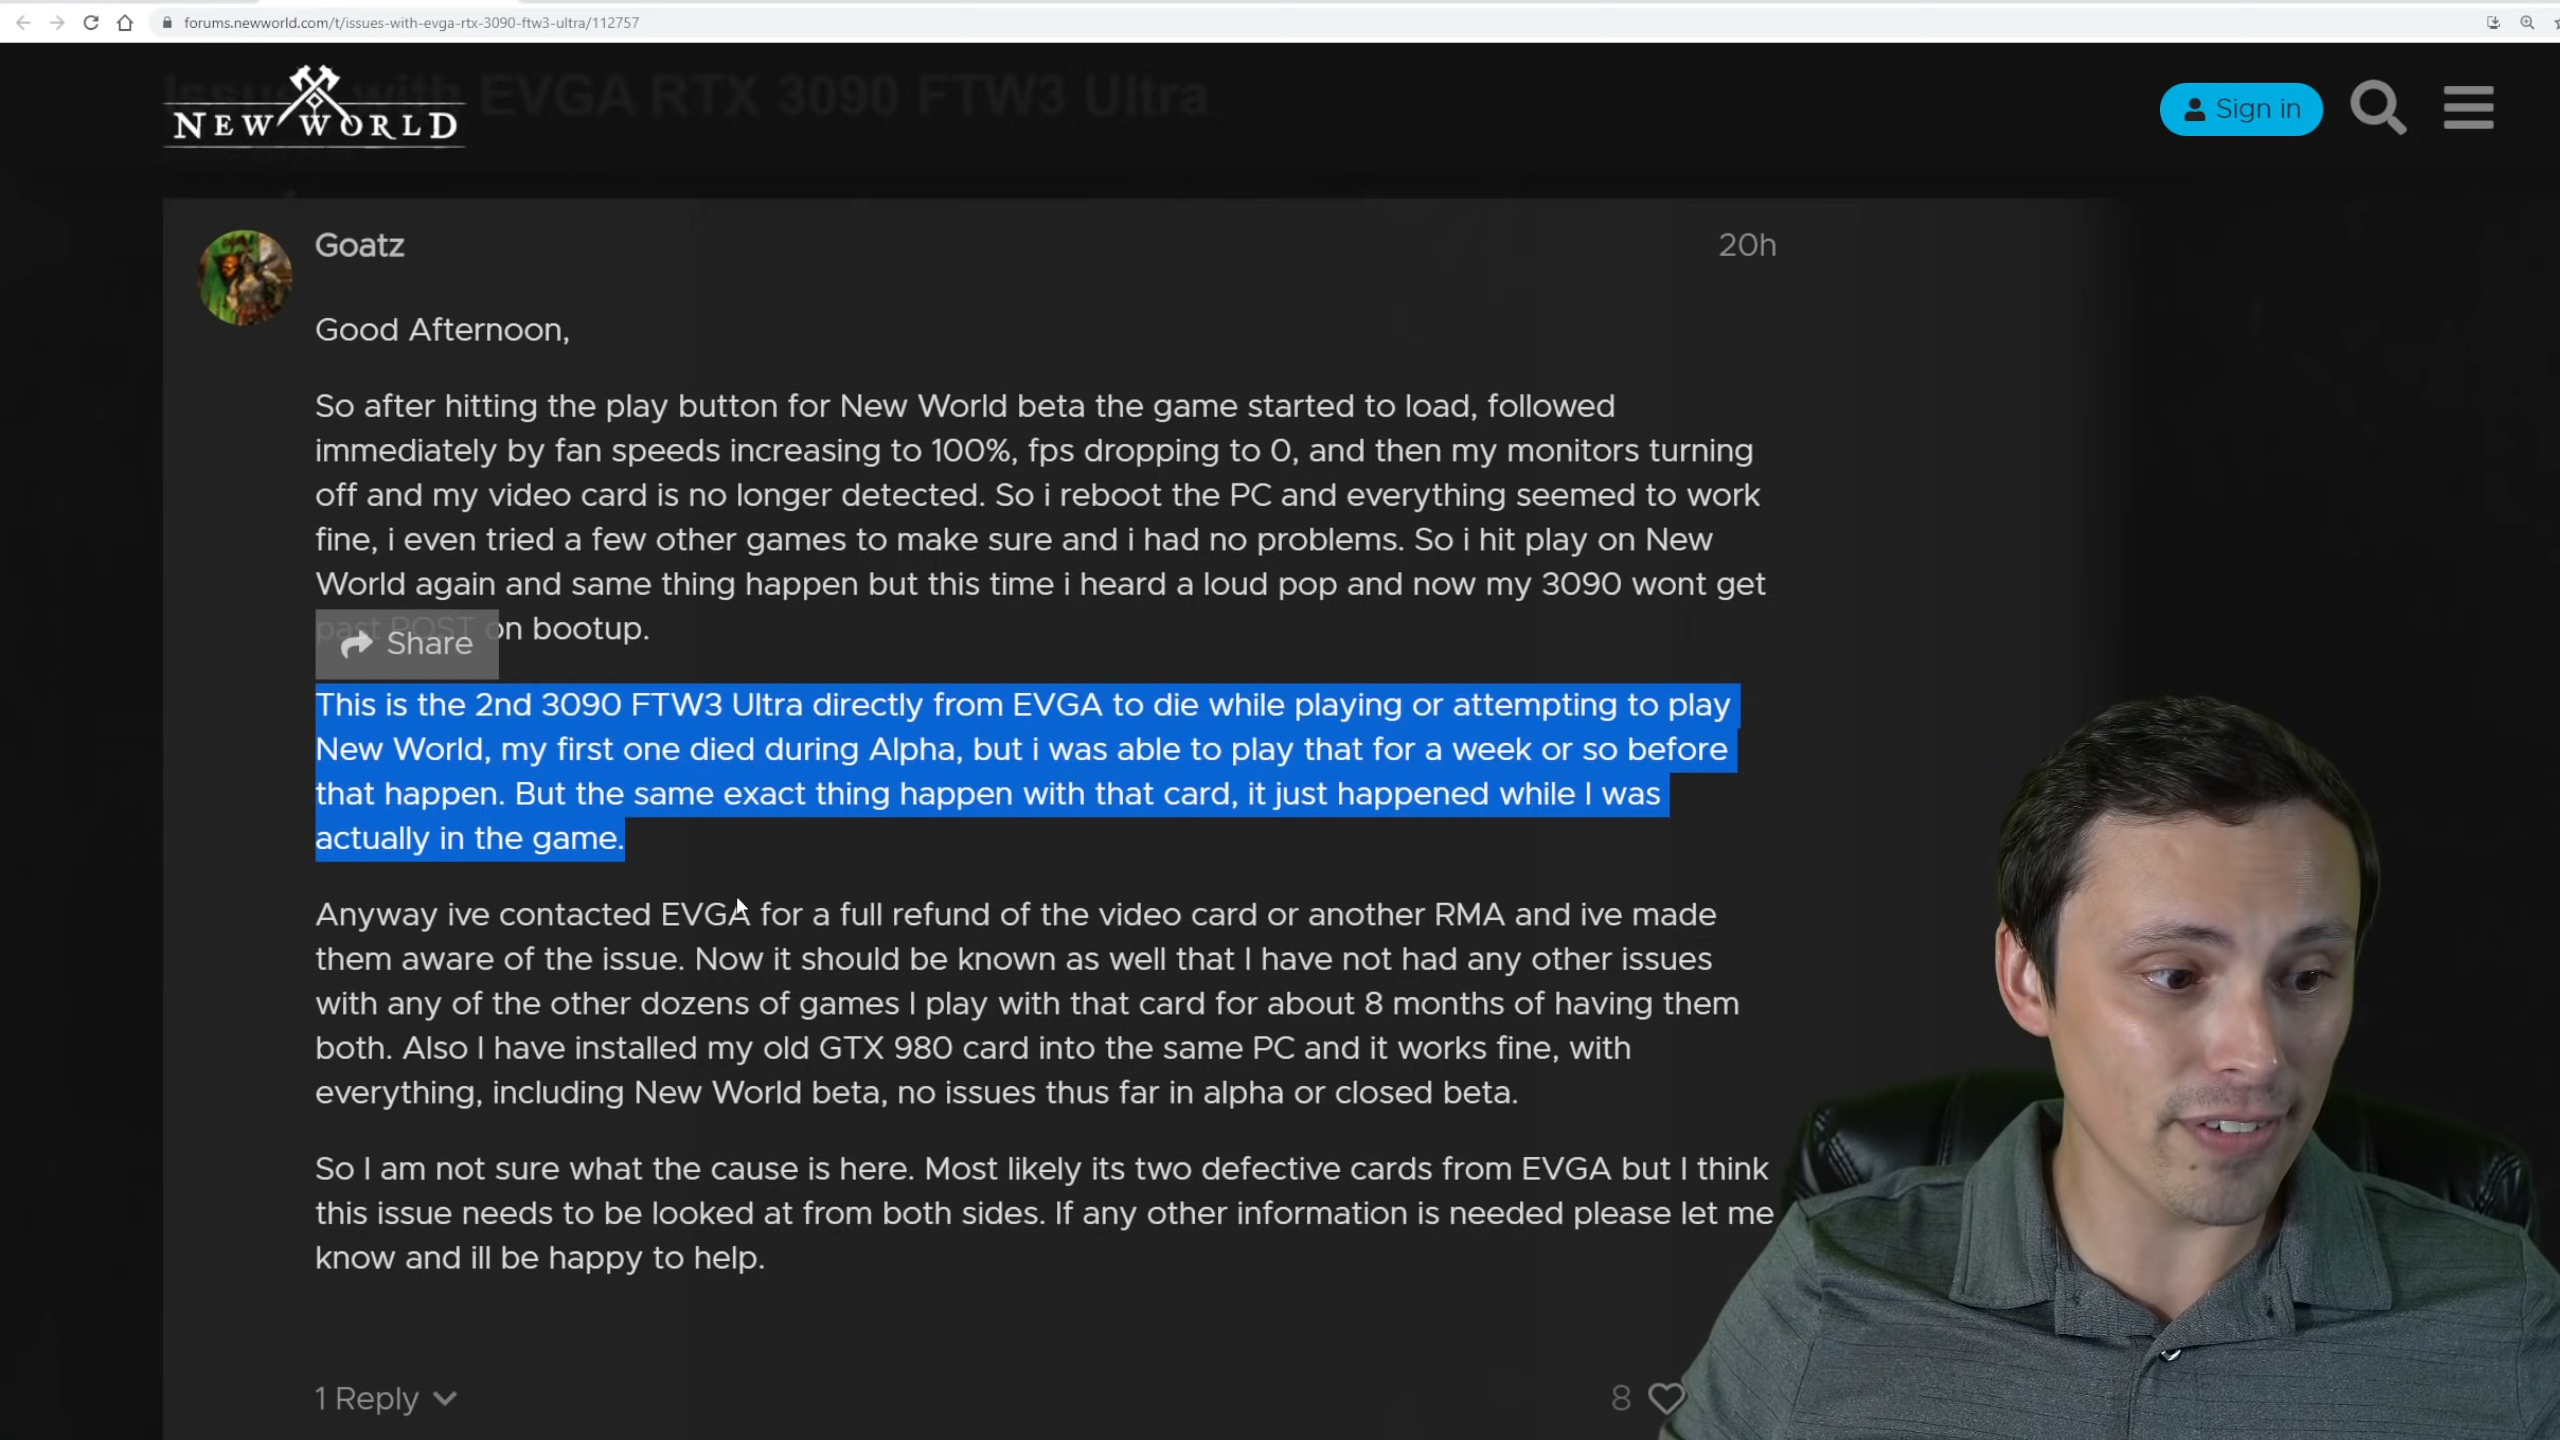 forums.newworld.com/t/issues-with-evga-rtx-3090-ftw3-ultra/112757
Issues with EVGA RTX 3090 FTW3 Ultra
NEW WORLD
Sign in
Goatz
20h
Good Afternoon,
So after hitting the play button for New World beta the game started to load, followed
immediately by fan speeds increasing to 100%, fps dropping to 0, and then my monitors turning
off and my video card is no longer detected. So i reboot the PC and everything seemed to work
fine, i even tried a few other games to make sure and i had no problems. So i hit play on New
World again and same thing happen but this time i heard a loud pop and now my 3090 wont get
past POST on bootup.
Share
This is the 2nd 3090 FTW3 Ultra directly from EVGA to die while playing or attempting to play
New World, my first one died during Alpha, but i was able to play that for a week or so before
that happen. But the same exact thing happen with that card, it just happened while I was
actually in the game.
Anyway ive contacted EVGA for a full refund of the video card or another RMA and ive made
them aware of the issue. Now it should be known as well that I have not had any other issues
with any of the other dozens of games I play with that card for about 8 months of having them
both. Also I have installed my old GTX 980 card into the same PC and it works fine, with
everything, including New World beta, no issues thus far in alpha or closed beta.
So I am not sure what the cause is here. Most likely its two defective cards from EVGA but I think
this issue needs to be looked at from both sides. If any other information is needed please let me
know and ill be happy to help.
1 Reply
8